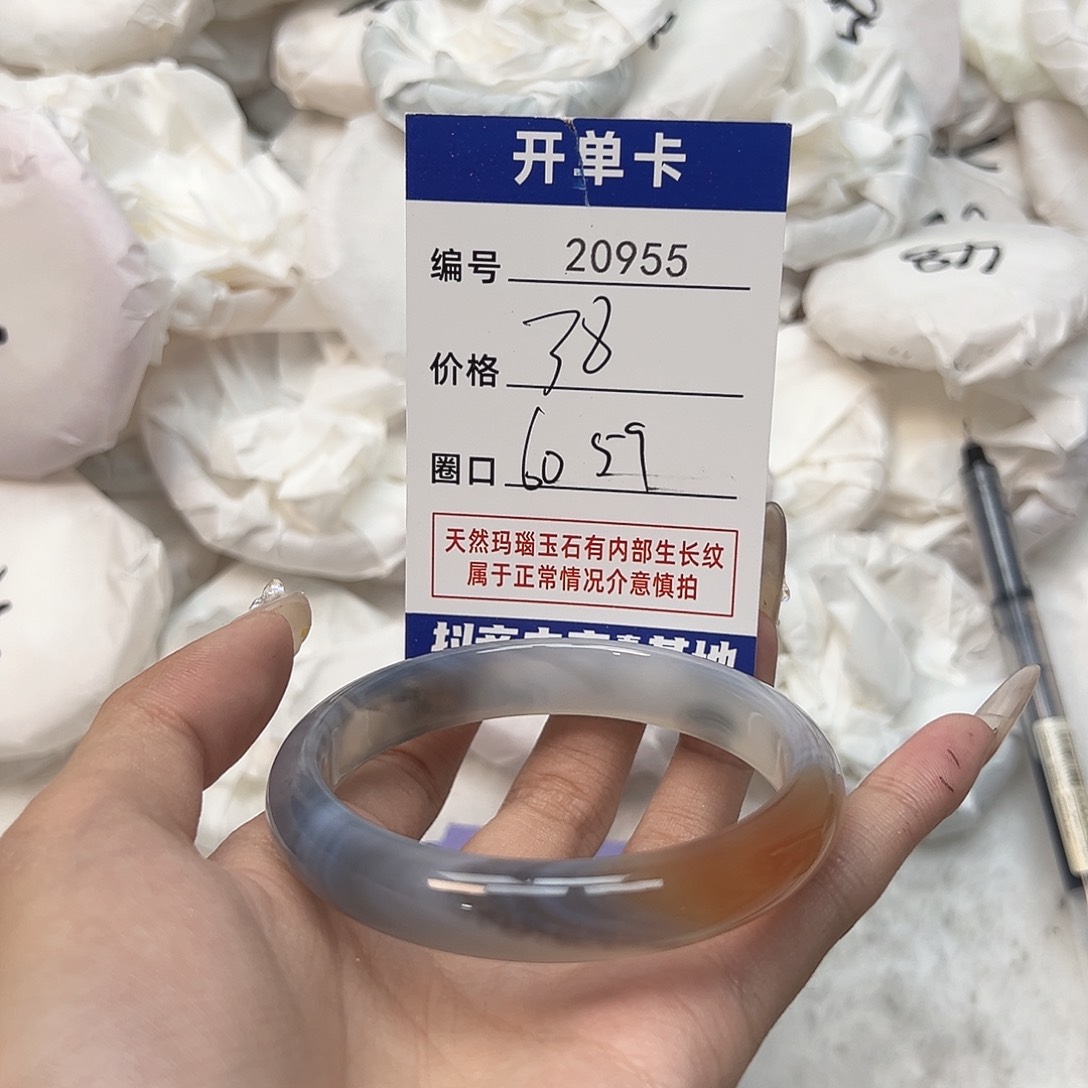 开单卡
编号 20955
价格 38
圈口 60 59
天然玛瑙玉石有内部生长纹
属于正常情况介意慎拍